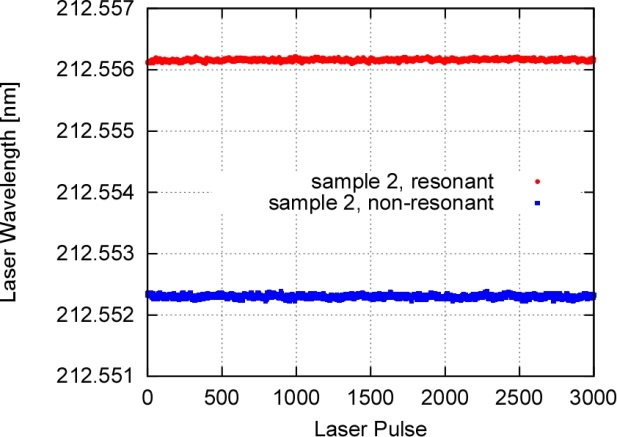 212.557
212.556
212.555
212.554
212.553
212.552
212.551
Laser Wavelength [nm]
sample 2, resonant
sample 2, non-resonant
0 500 1000 1500 2000 2500 3000
Laser Pulse